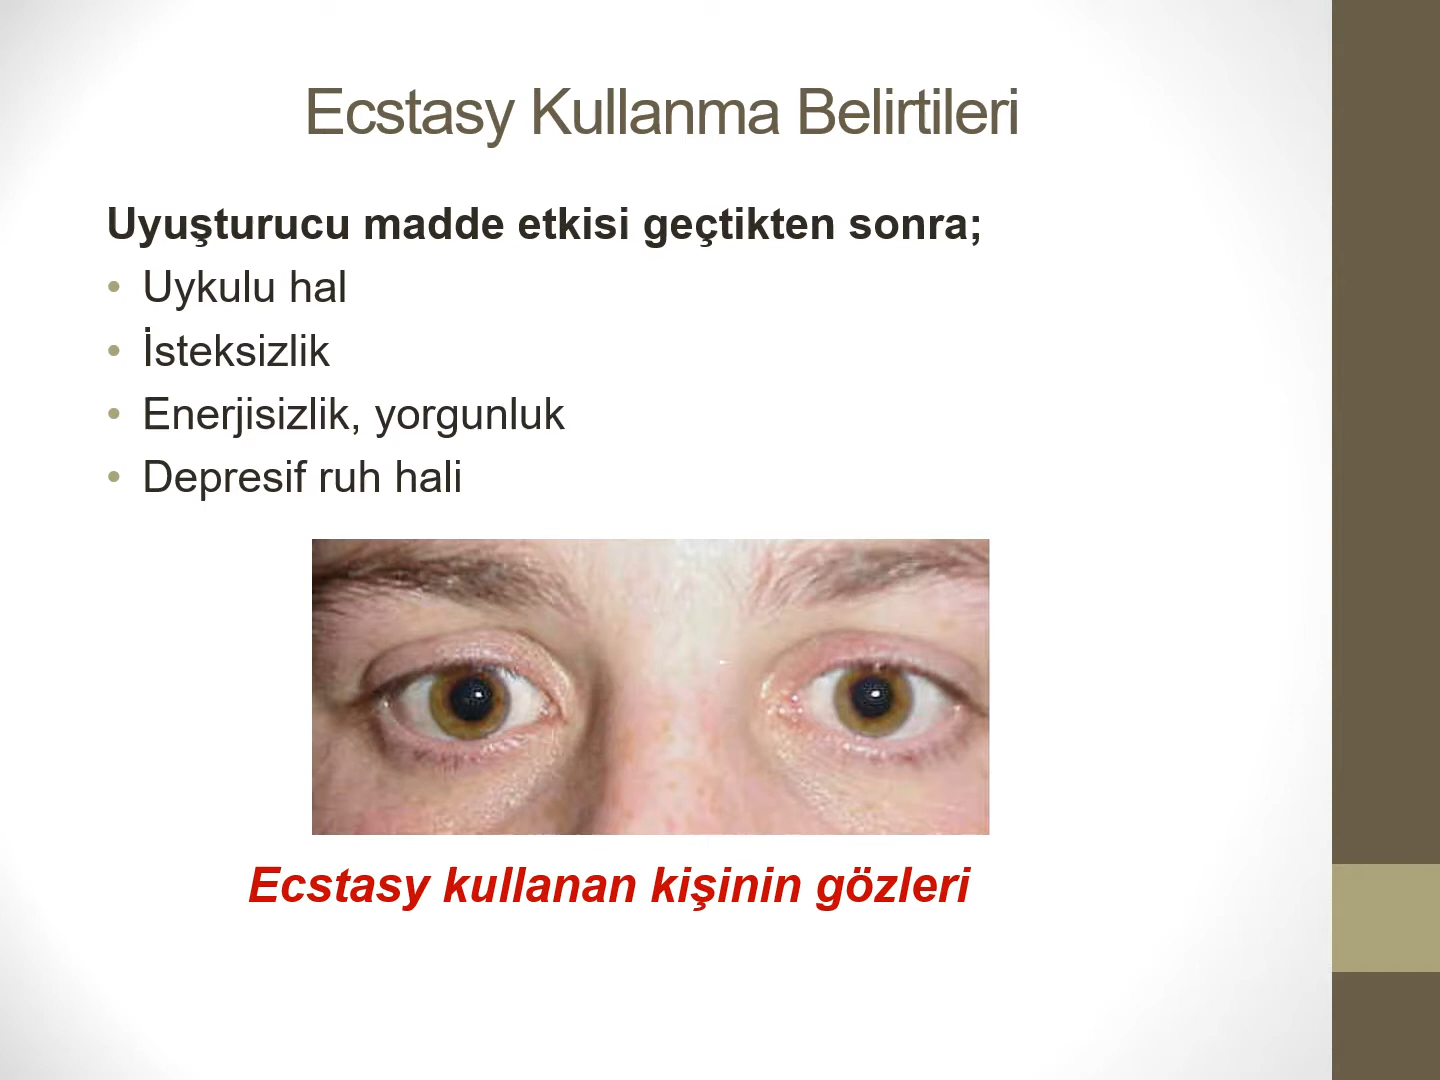 Ecstasy Kullanma Belirtileri
Uyuşturucu madde etkisi geçtikten sonra;
• Uykulu hal
• İsteksizlik
• Enerjisizlik, yorgunluk
• Depresif ruh hali
Ecstasy kullanan kişinin gözleri